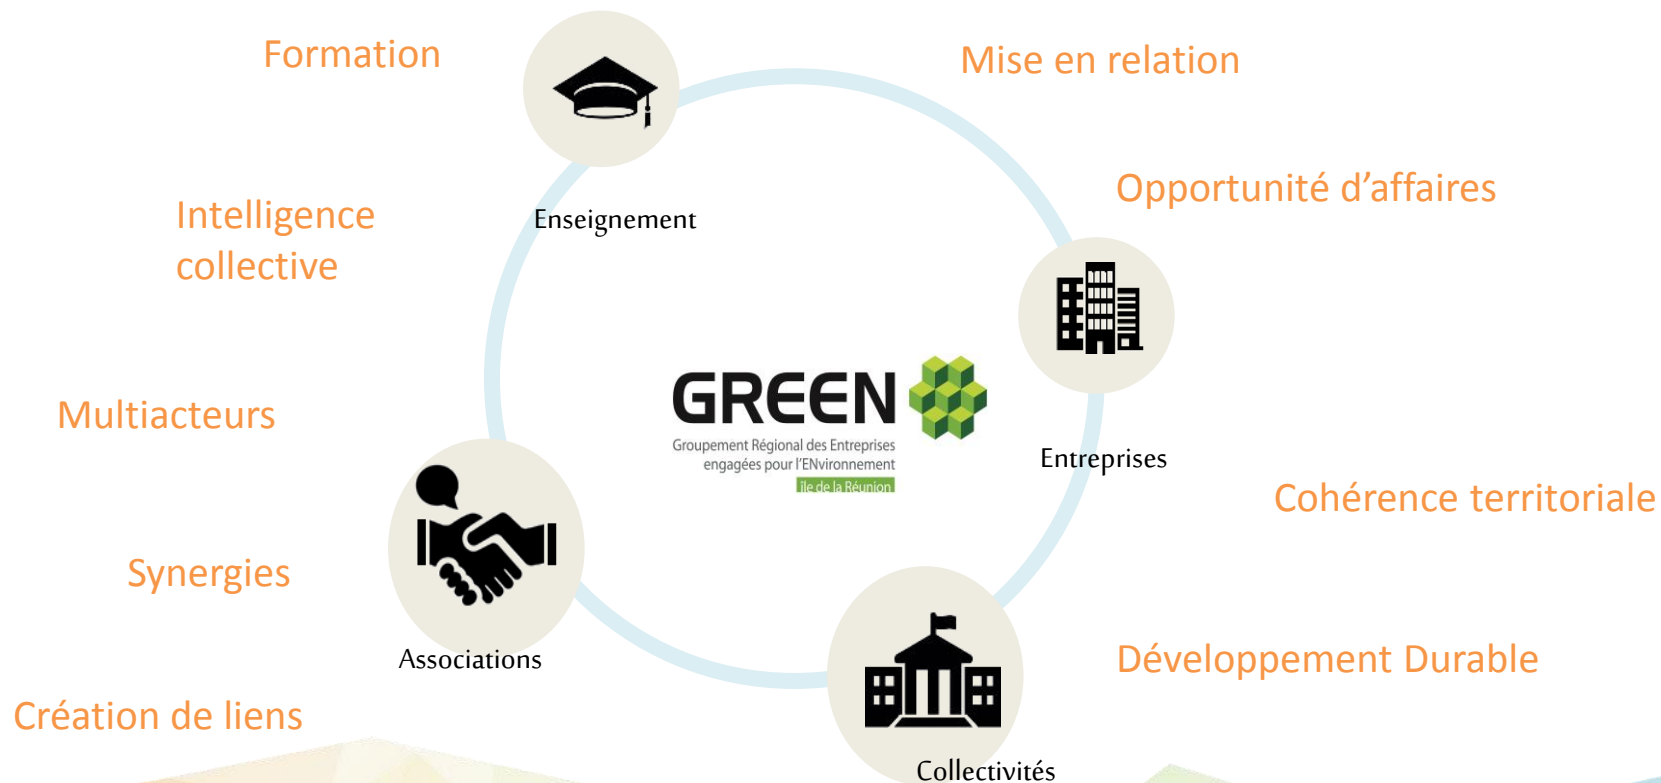 Formation
Mise en relation
Opportunité d’affaires
Intelligence
collective
Enseignement
GREEN
Groupement Régional des Entreprises
engagées pour l’ENvironnement
île de la Réunion
Multiacteurs
Entreprises
Cohérence territoriale
Synergies
Associations
Développement Durable
Création de liens
Collectivités